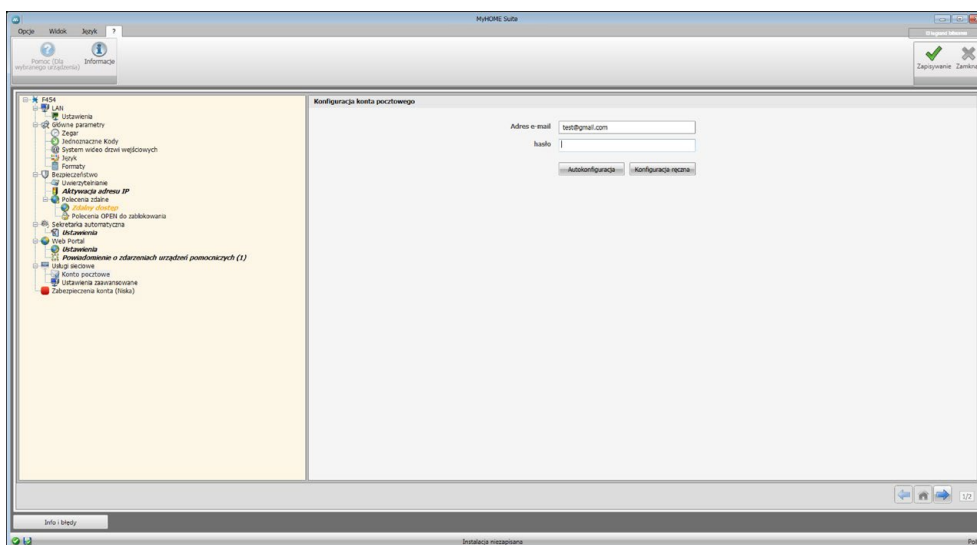 MyHOME Suite
Opcje Widok Język ?
Pomoc (Dla wybranego urządzenia)
Informacje
Zapisywanie
F454
LAN
Ustawienia
Główne parametry
Zegar
Jednoznaczne Kody
System wideo drzwi wejściowych
Język
Formaty
Bezpieczeństwo
Uwierzytelnianie
Aktywacja adresu IP
Polecenia zdalne
Zdalny dostęp
Polecenia OPEN do zablokowania
Sekretarka automatyczna
Ustawienia
Web Portal
Ustawienia
Powiadomienie o zdarzeniach urządzeń pomocniczych (1)
Usługi sieciowe
Konto pocztowe
Ustawienia zaawansowane
Zabezpieczenia konta (Niska)
Konfiguracja konta pocztowego
Adres e-mail test@gmail.com
hasło
Autokonfiguracja Konfiguracja ręczna
1/2
Info i błędy
Instalacja niezapisana